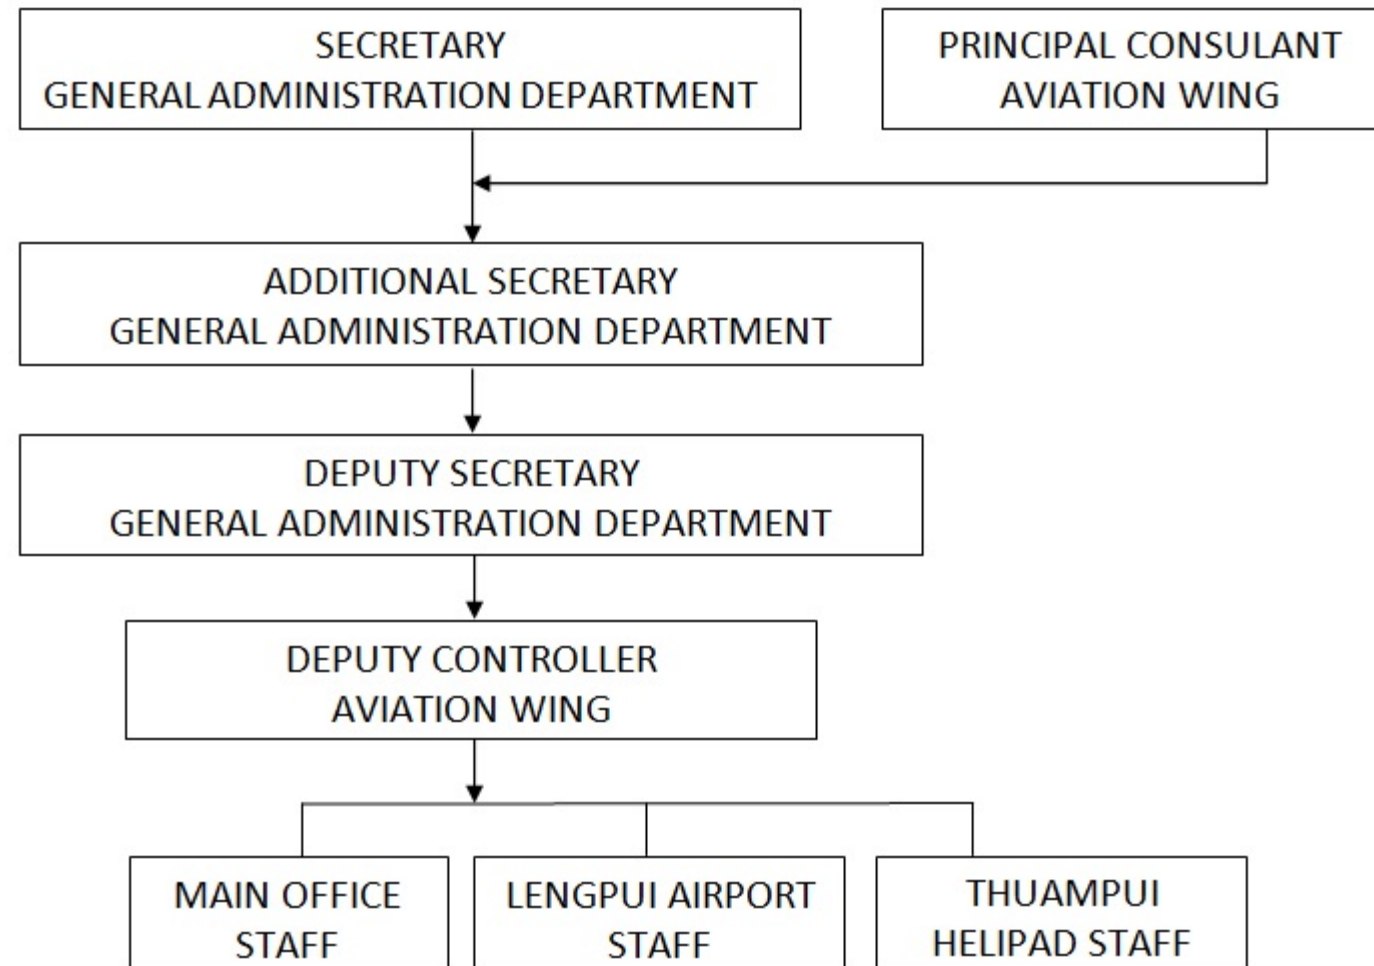 SECRETARY
GENERAL ADMINISTRATION DEPARTMENT
PRINCIPAL CONSULANT
AVIATION WING
ADDITIONAL SECRETARY
GENERAL ADMINISTRATION DEPARTMENT
DEPUTY SECRETARY
GENERAL ADMINISTRATION DEPARTMENT
DEPUTY CONTROLLER
AVIATION WING
MAIN OFFICE
STAFF
LENGPUI AIRPORT
STAFF
THUAMPUI
HELIPAD STAFF